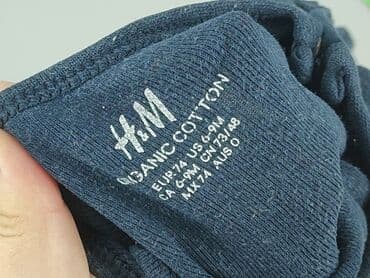 H&M
ORGANIC COTTON
EUR 74 US 6-9M
CA 6-9M CN 73/48
MX 74 AUS 0